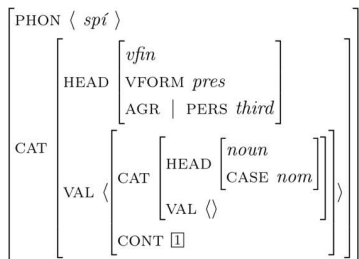 PHON ⟨ spí ⟩
vfin
HEAD VFORM pres
AGR | PERS third
noun
HEAD
CAT CASE nom
CAT
VAL ⟨ VAL ⟨⟩ ⟩
CONT 1